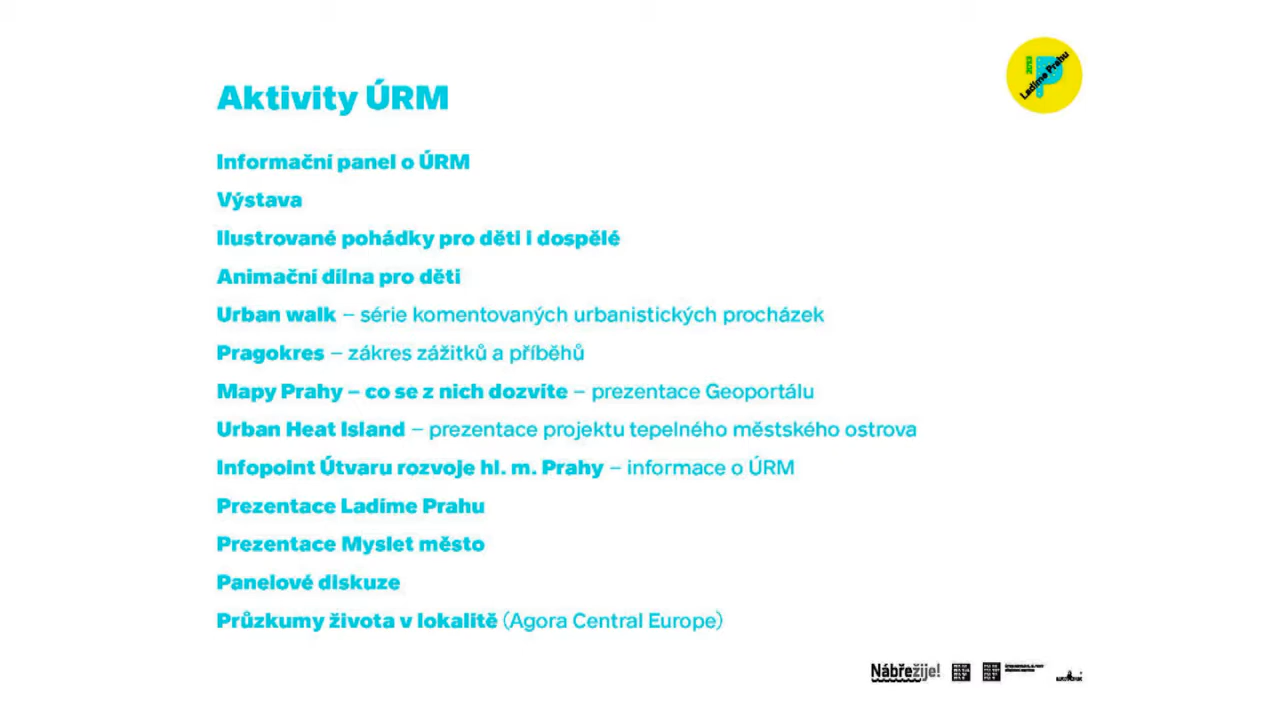 Aktivity ÚRM
2013
Ladíme Prahu
Informační panel o ÚRM
Výstava
Ilustrované pohádky pro děti i dospělé
Animační dílna pro děti
Urban walk – série komentovaných urbanistických procházek
Pragokres – zákres zážitků a příběhů
Mapy Prahy – co se z nich dozvíte – prezentace Geoportálu
Urban Heat Island – prezentace projektu tepelného městského ostrova
Infopoint Útvaru rozvoje hl. m. Prahy – informace o ÚRM
Prezentace Ladíme Prahu
Prezentace Myslet město
Panelové diskuze
Průzkumy života v lokalitě (Agora Central Europe)
Nábřežije!